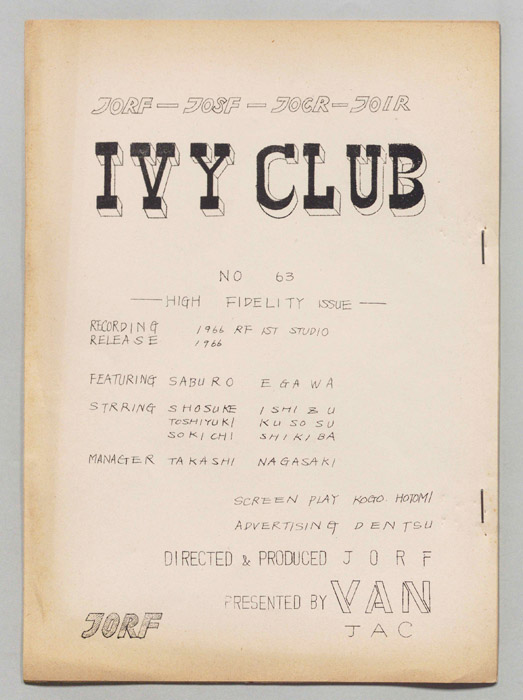 JORF — JOSF — JOCR — JOIR
IVY CLUB
NO 63
— HIGH FIDELITY ISSUE —
RECORDING 1966 RF 1ST STUDIO
RELEASE 1966
FEATURING SABURO EGAWA
STRRING SHOSUKE ISHIZU
TOSHIYUKI KUSOSU
SOKICHI SHIKIBA
MANAGER TAKASHI NAGASAKI
SCREEN PLAY KOGO HOTOMI
ADVERTISING DENTSU
DIRECTED & PRODUCED JORF
PRESENTED BY VAN
JAC
JORF